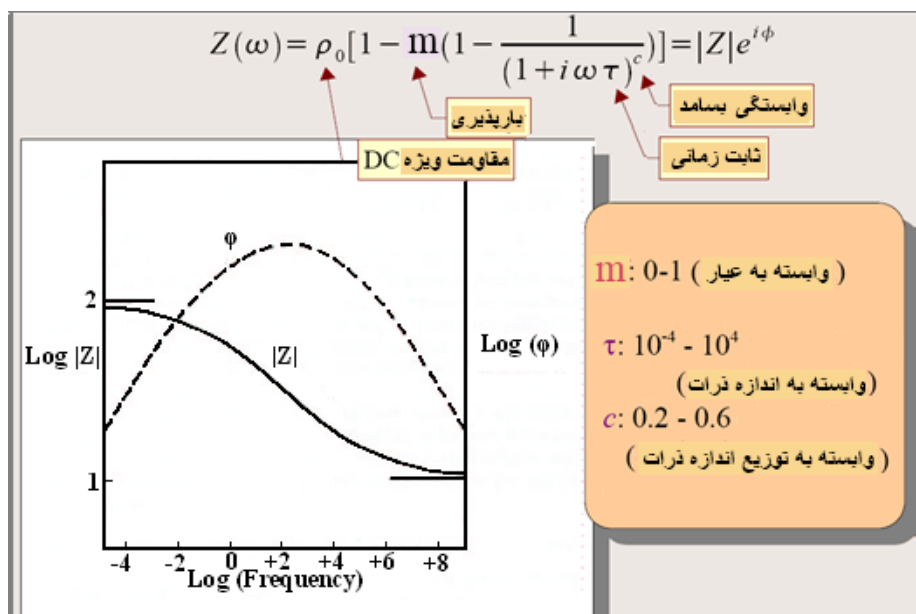 Z(ω)=ρ₀[1−m(1−1/(1+iωτ)ᶜ)]=|Z|e^{iϕ}
وابستگی بسامد
بارپذیری
ثابت زمانی
مقاومت ویژه DC
φ
2
Log |Z|
|Z|
1
Log (φ)
-4 -2 0 +2 +4 +6 +8
Log (Frequency)
m: 0-1 (وابسته به عیار)
τ: 10⁻⁴ - 10⁴
(وابسته به اندازه ذرات)
c: 0.2 - 0.6
(وابسته به توزیع اندازه ذرات)